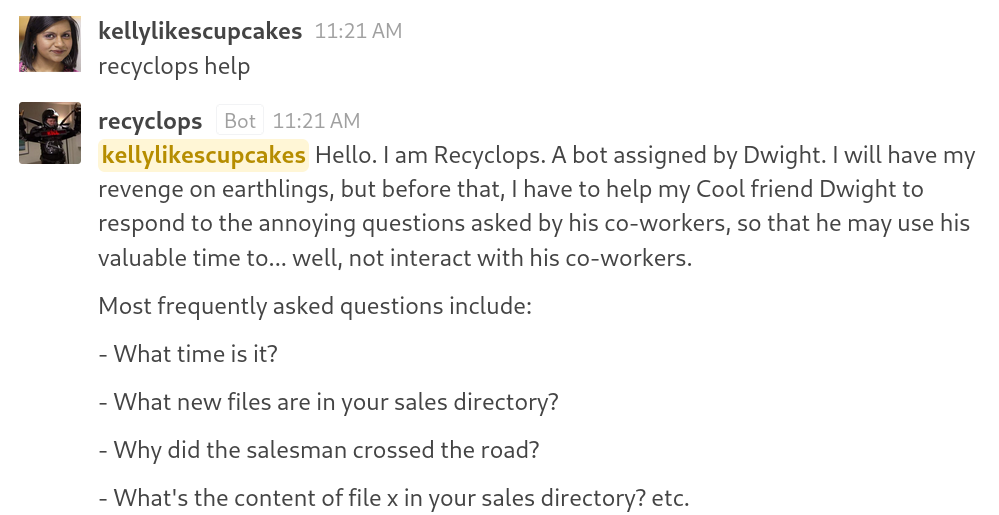 kellylikescupcakes 11:21 AM
recyclops help
recyclops Bot 11:21 AM
kellylikescupcakes Hello. I am Recyclops. A bot assigned by Dwight. I will have my
revenge on earthlings, but before that, I have to help my Cool friend Dwight to
respond to the annoying questions asked by his co-workers, so that he may use his
valuable time to... well, not interact with his co-workers.
Most frequently asked questions include:
- What time is it?
- What new files are in your sales directory?
- Why did the salesman crossed the road?
- What's the content of file x in your sales directory? etc.